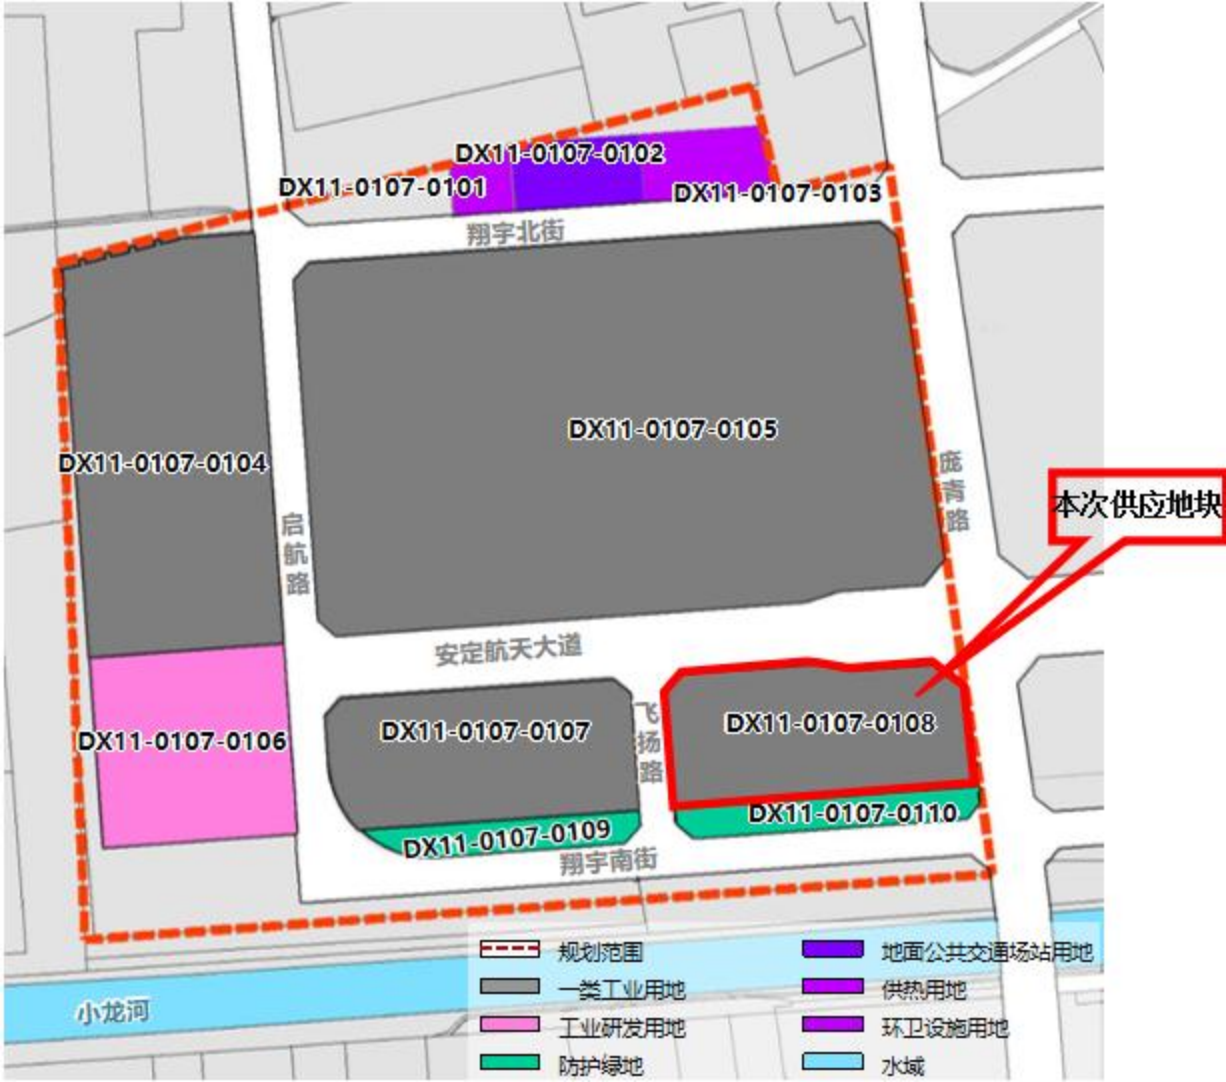 DX11-0107-0102
DX11-0107-0101
DX11-0107-0103
翔宇北街
DX11-0107-0105
DX11-0107-0104
庞青路
本次供应地块
启航路
安定航天大道
DX11-0107-0106
DX11-0107-0107
飞扬路
DX11-0107-0108
DX11-0107-0109
DX11-0107-0110
翔宇南街
小龙河
规划范围
一类工业用地
工业研发用地
防护绿地
地面公共交通场站用地
供热用地
环卫设施用地
水域